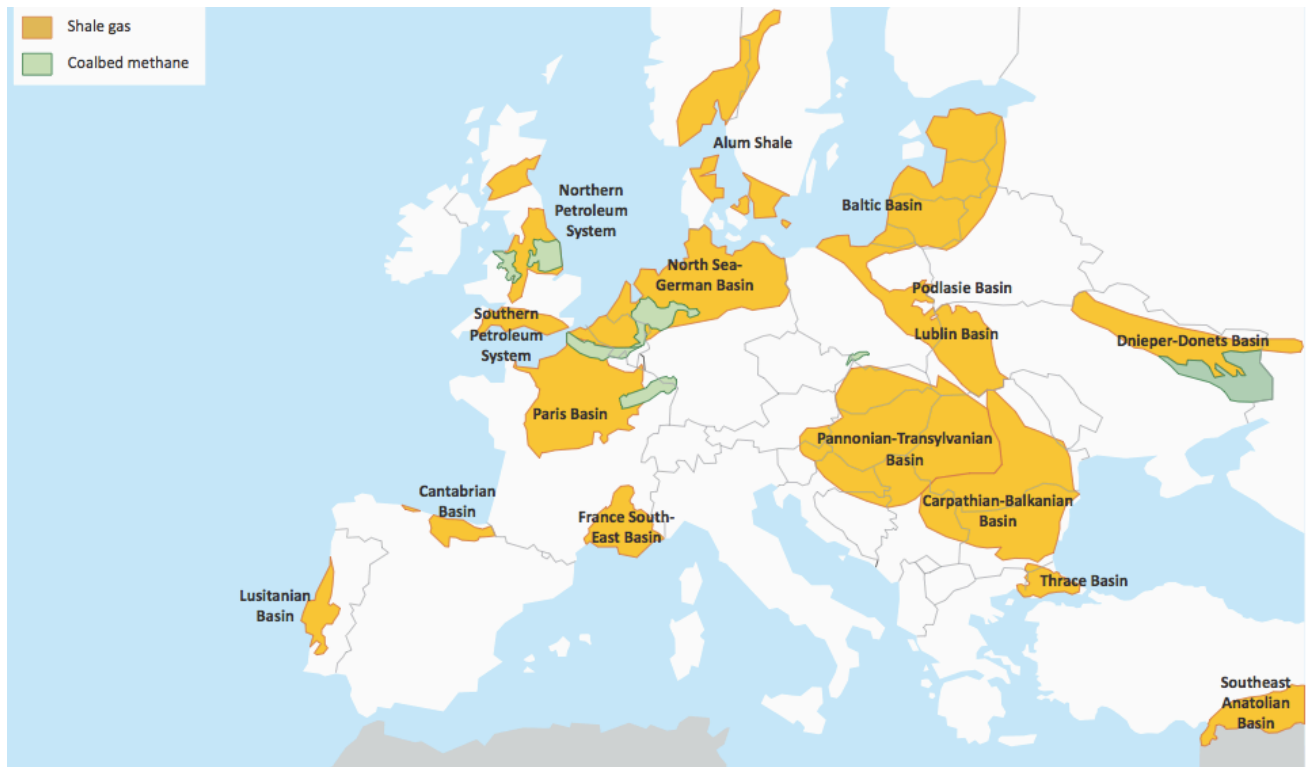 Shale gas
Coalbed methane
Alum Shale
Northern
Petroleum
System
Baltic Basin
North Sea-
German Basin
Podlasie Basin
Southern
Petroleum
System
Lublin Basin
Dnieper-Donets Basin
Paris Basin
Pannonian-Transylvanian
Basin
Cantabrian
Basin
Carpathian-Balkanian
Basin
France South-
East Basin
Thrace Basin
Lusitanian
Basin
Southeast
Anatolian
Basin